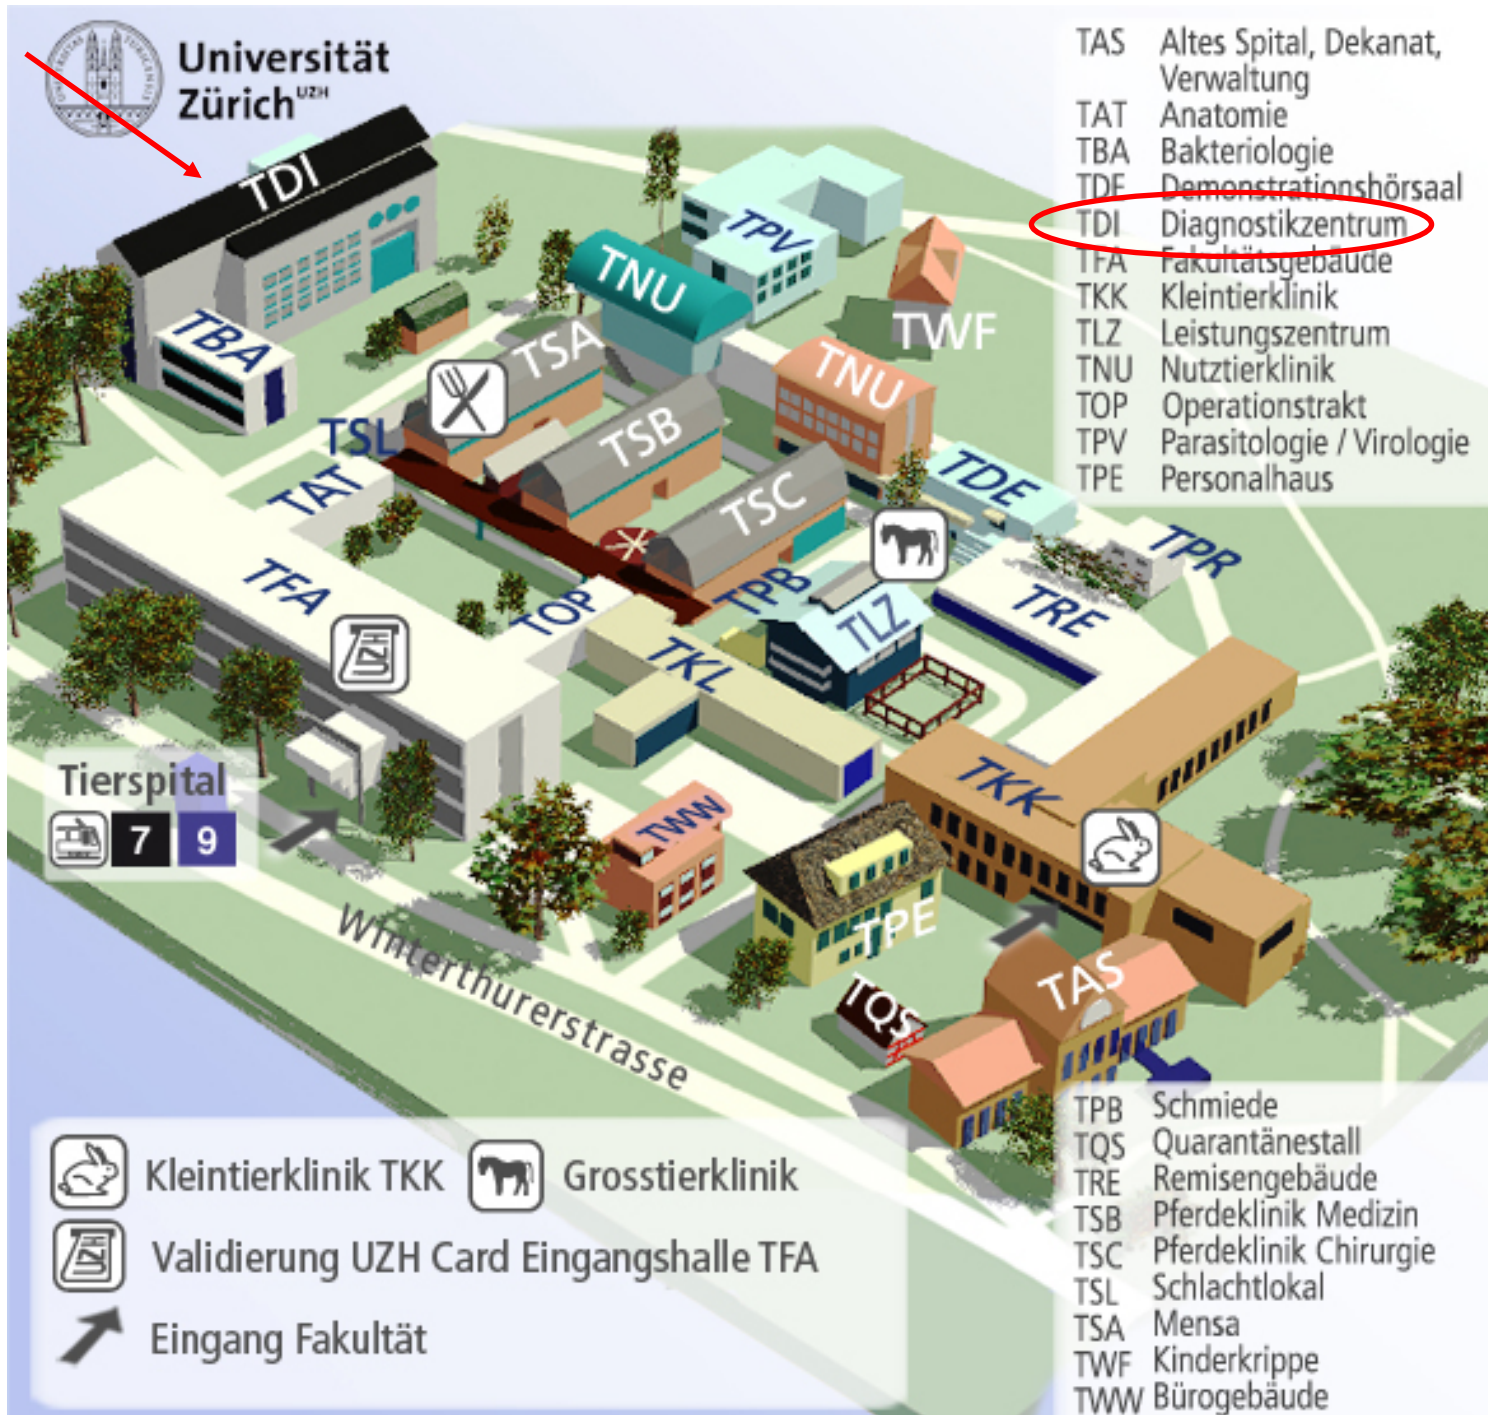 Universität
Zürich UZH
TAS Altes Spital, Dekanat,
Verwaltung
TAT Anatomie
TBA Bakteriologie
TDE Demonstrationshörsaal
TDI Diagnostikzentrum
TFA Fakultätsgebäude
TKK Kleintierklinik
TLZ Leistungszentrum
TNU Nutztierklinik
TOP Operationstrakt
TPV Parasitologie / Virologie
TPE Personalhaus
TDI
TPV
TNU
TBA
TSA
TWF
TNU
TSL
TSB
TAT
TSC
TDE
TPR
TFA
TOP
TPB
TLZ
TRE
UZH
TKL
Tierspital
7 9
TWW
TKK
TPE
TAS
TQS
Winterthurerstrasse
Kleintierklinik TKK
Grosstierklinik
UZH
Validierung UZH Card Eingangshalle TFA
Eingang Fakultät
TPB Schmiede
TQS Quarantänestall
TRE Remisengebäude
TSB Pferdeklinik Medizin
TSC Pferdeklinik Chirurgie
TSL Schlachtlokal
TSA Mensa
TWF Kinderkrippe
TWW Bürogebäude